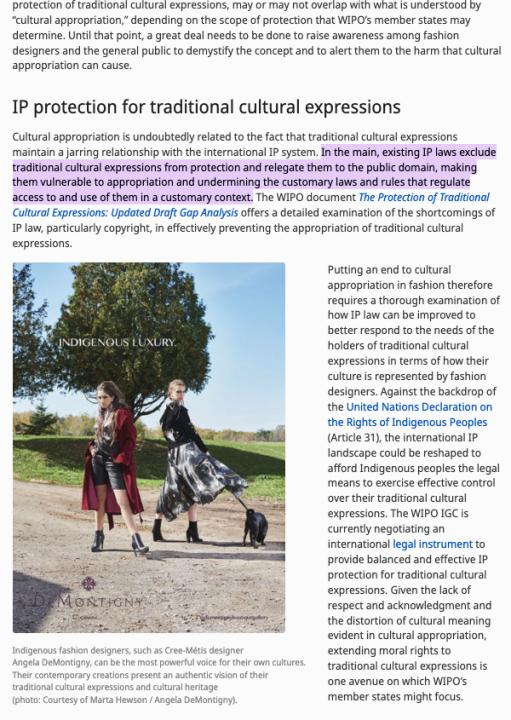 protection of traditional cultural expressions, may or may not overlap with what is understood by
“cultural appropriation,” depending on the scope of protection that WIPO’s member states may
determine. Until that point, a great deal needs to be done to raise awareness among fashion
designers and the general public to demystify the concept and to alert them to the harm that cultural
appropriation can cause.
IP protection for traditional cultural expressions
Cultural appropriation is undoubtedly related to the fact that traditional cultural expressions
maintain a jarring relationship with the international IP system. In the main, existing IP laws exclude
traditional cultural expressions from protection and relegate them to the public domain, making
them vulnerable to appropriation and undermining the customary laws and rules that regulate
access to and use of them in a customary context. The WIPO document The Protection of Traditional
Cultural Expressions: Updated Draft Gap Analysis offers a detailed examination of the shortcomings of
IP law, particularly copyright, in effectively preventing the appropriation of traditional cultural
expressions.
INDIGENOUS LUXURY.
DEMONTIGNY
Indigenous fashion designers, such as Cree-Métis designer
Angela DeMontigny, can be the most powerful voice for their own cultures.
Their contemporary creations present an authentic vision of their
traditional cultural expressions and cultural heritage
(photo: Courtesy of Marta Hewson / Angela DeMontigny).
Putting an end to cultural
appropriation in fashion therefore
requires a thorough examination of
how IP law can be improved to
better respond to the needs of the
holders of traditional cultural
expressions in terms of how their
culture is represented by fashion
designers. Against the backdrop of
the United Nations Declaration on
the Rights of Indigenous Peoples
(Article 31), the international IP
landscape could be reshaped to
afford Indigenous peoples the legal
means to exercise effective control
over their traditional cultural
expressions. The WIPO IGC is
currently negotiating an
international legal instrument to
provide balanced and effective IP
protection for traditional cultural
expressions. Given the lack of
respect and acknowledgment and
the distortion of cultural meaning
evident in cultural appropriation,
extending moral rights to
traditional cultural expressions is
one avenue on which WIPO’s
member states might focus.